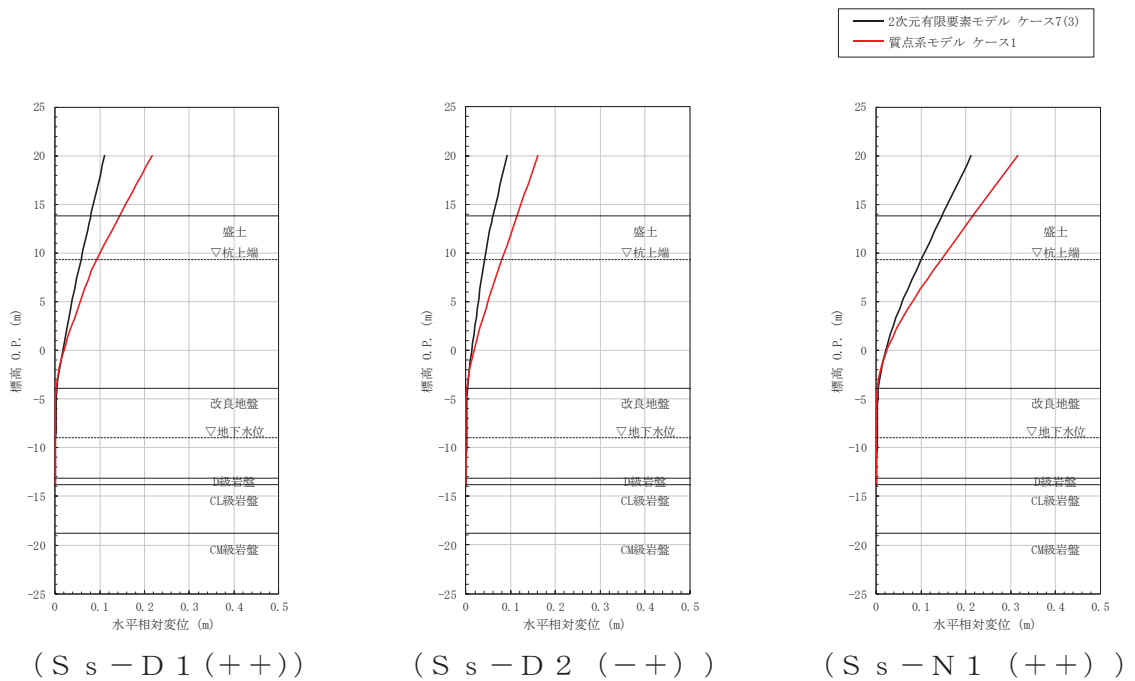 2次元有限要素モデル ケース7(3)
質点系モデル ケース1
25
20
15
10
5
0
-5
-10
-15
-20
-25
標高 O.P. (m)
盛土
▽杭上端
改良地盤
▽地下水位
D級岩盤
CL級岩盤
CM級岩盤
0 0.1 0.2 0.3 0.4 0.5
水平相対変位 (m)
(Ss-D1(++))
25
20
15
10
5
0
-5
-10
-15
-20
-25
標高 O.P. (m)
盛土
▽杭上端
改良地盤
▽地下水位
D級岩盤
CL級岩盤
CM級岩盤
0 0.1 0.2 0.3 0.4 0.5
水平相対変位 (m)
(Ss-D2 (-+))
25
20
15
10
5
0
-5
-10
-15
-20
-25
標高 O.P. (m)
盛土
▽杭上端
改良地盤
▽地下水位
D級岩盤
CL級岩盤
CM級岩盤
0 0.1 0.2 0.3 0.4 0.5
水平相対変位 (m)
(Ss-N1 (++))